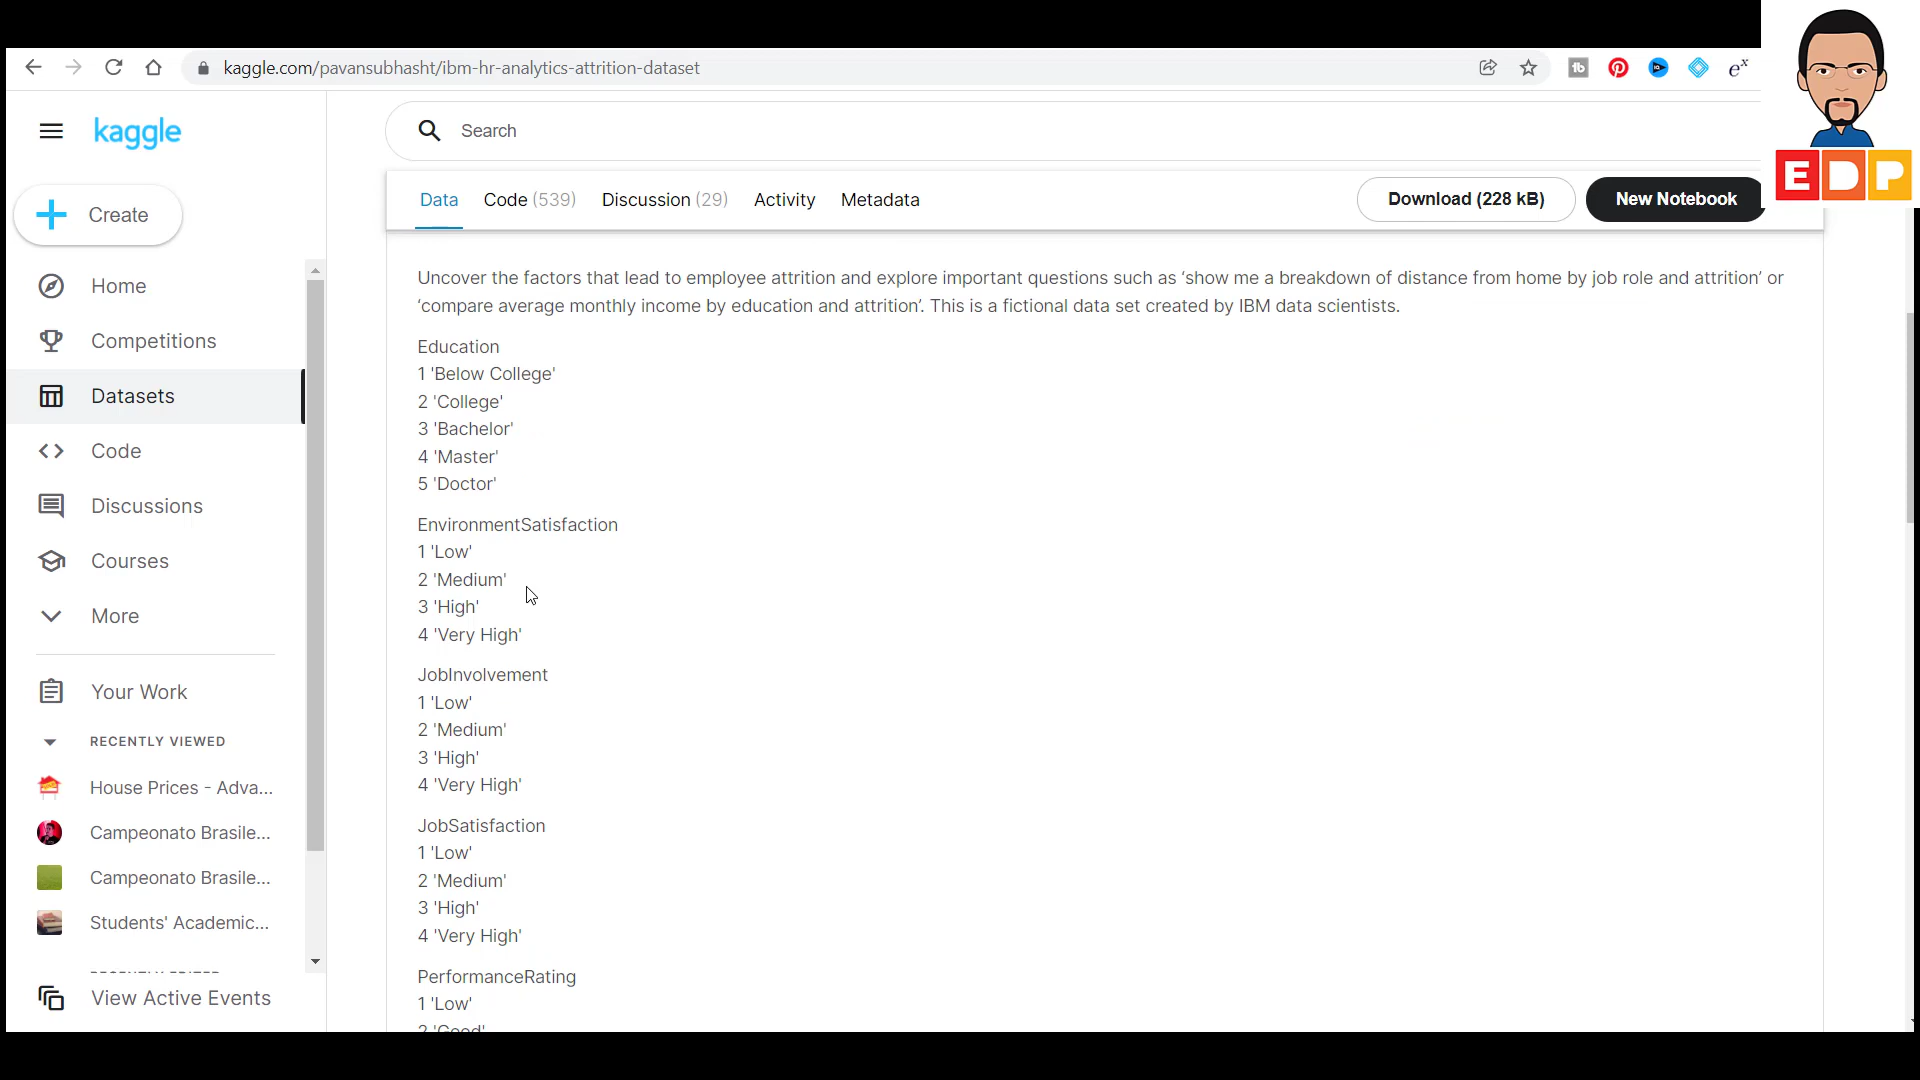 kaggle.com/pavansubhasht/ibm-hr-analytics-attrition-dataset
tb
e^x
EDP
kaggle
Search
Create
Data
Code (539)
Discussion (29)
Activity
Metadata
Download (228 kB)
New Notebook
Home
Competitions
Datasets
Code
Discussions
Courses
More
Your Work
RECENTLY VIEWED
House Prices - Adva...
Campeonato Brasile...
Campeonato Brasile...
Students' Academic...
View Active Events
Uncover the factors that lead to employee attrition and explore important questions such as ‘show me a breakdown of distance from home by job role and attrition’ or
‘compare average monthly income by education and attrition’. This is a fictional data set created by IBM data scientists.
Education
1 'Below College'
2 'College'
3 'Bachelor'
4 'Master'
5 'Doctor'
EnvironmentSatisfaction
1 'Low'
2 'Medium'
3 'High'
4 'Very High'
JobInvolvement
1 'Low'
2 'Medium'
3 'High'
4 'Very High'
JobSatisfaction
1 'Low'
2 'Medium'
3 'High'
4 'Very High'
PerformanceRating
1 'Low'
2 'Good'